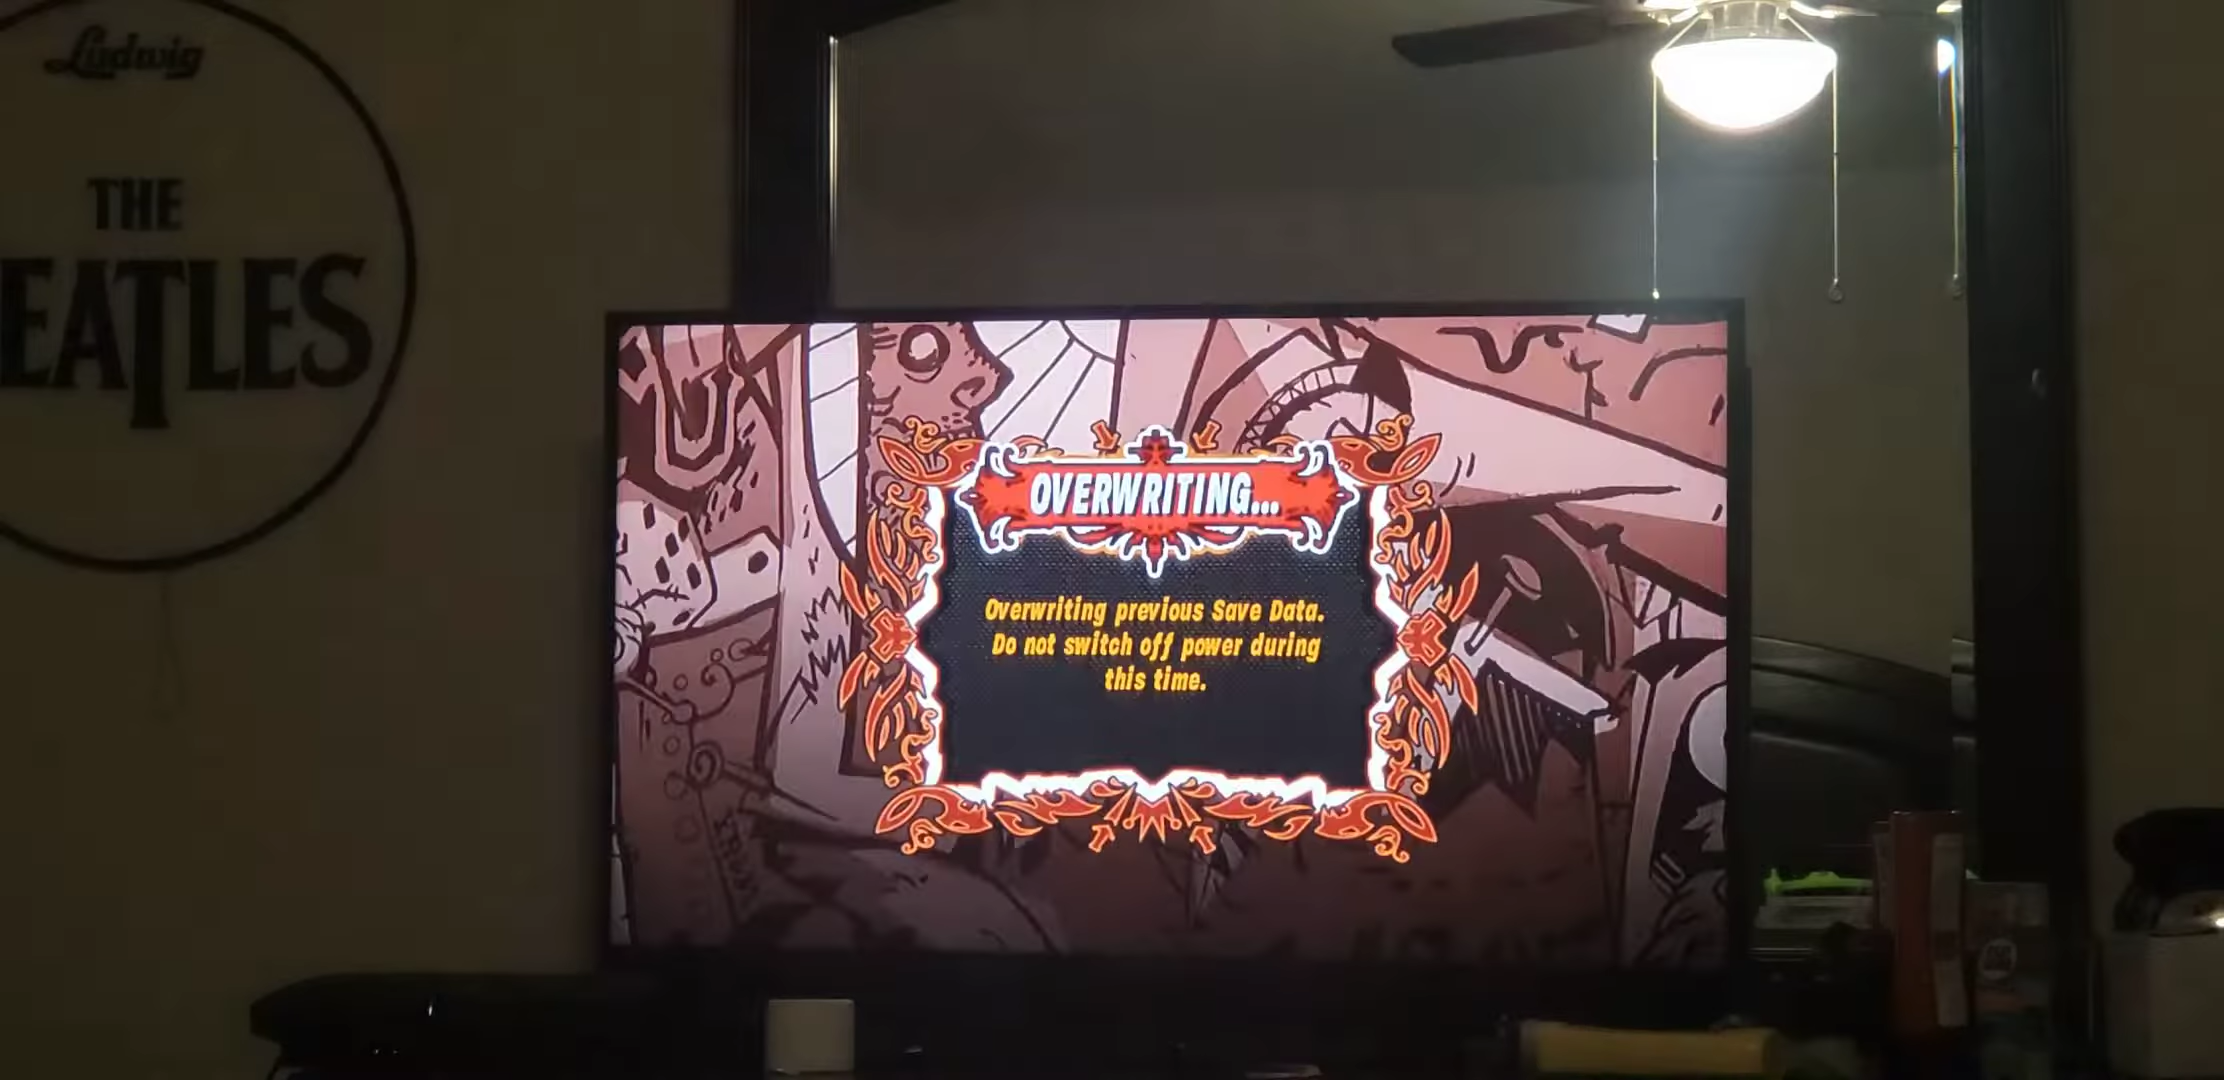 Ludwig
THE
EATLES
OVERWRITING...
Overwriting previous Save Data.
Do not switch off power during
this time.